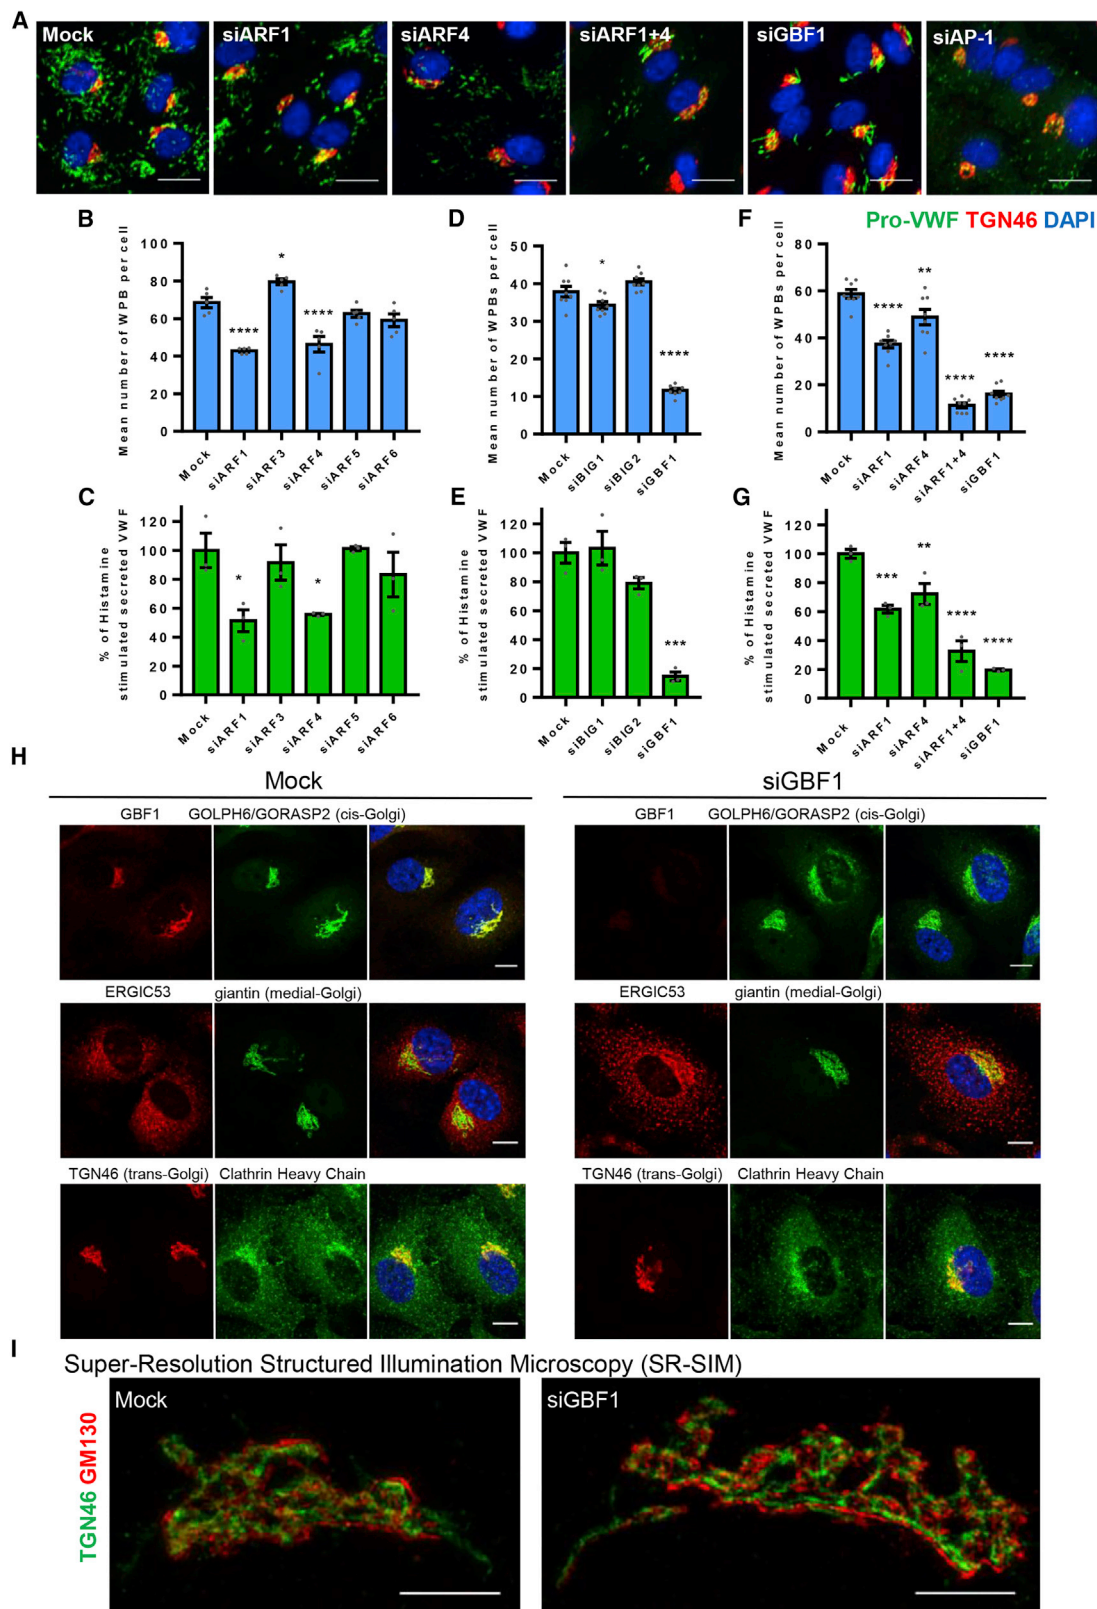 A
Mock
siARF1
siARF4
siARF1+4
siGBF1
siAP-1
Pro-VWF TGN46 DAPI
B
Mean number of WPB per cell
100
80
60
40
20
0
Mock
siARF1
siARF3
siARF4
siARF5
siARF6
****
*
****
D
Mean number of WPBs per cell
50
40
30
20
10
0
Mock
siBIG1
siBIG2
siGBF1
*
****
F
Mean number of WPBs per cell
80
60
40
20
0
Mock
siARF1
siARF4
siARF1+4
siGBF1
****
**
****
****
C
% of Histamine
stimulated secreted VWF
120
100
80
60
40
20
0
Mock
siARF1
siARF3
siARF4
siARF5
siARF6
*
*
E
% of Histamine
stimulated secreted VWF
120
100
80
60
40
20
0
Mock
siBIG1
siBIG2
siGBF1
***
G
% of Histamine
stimulated secreted VWF
120
100
80
60
40
20
0
Mock
siARF1
siARF4
siARF1+4
siGBF1
***
**
****
****
H
Mock
siGBF1
GBF1
GOLPH6/GORASP2 (cis-Golgi)
GBF1
GOLPH6/GORASP2 (cis-Golgi)
ERGIC53
giantin (medial-Golgi)
ERGIC53
giantin (medial-Golgi)
TGN46 (trans-Golgi)
Clathrin Heavy Chain
TGN46 (trans-Golgi)
Clathrin Heavy Chain
I
Super-Resolution Structured Illumination Microscopy (SR-SIM)
TGN46 GM130
Mock
siGBF1